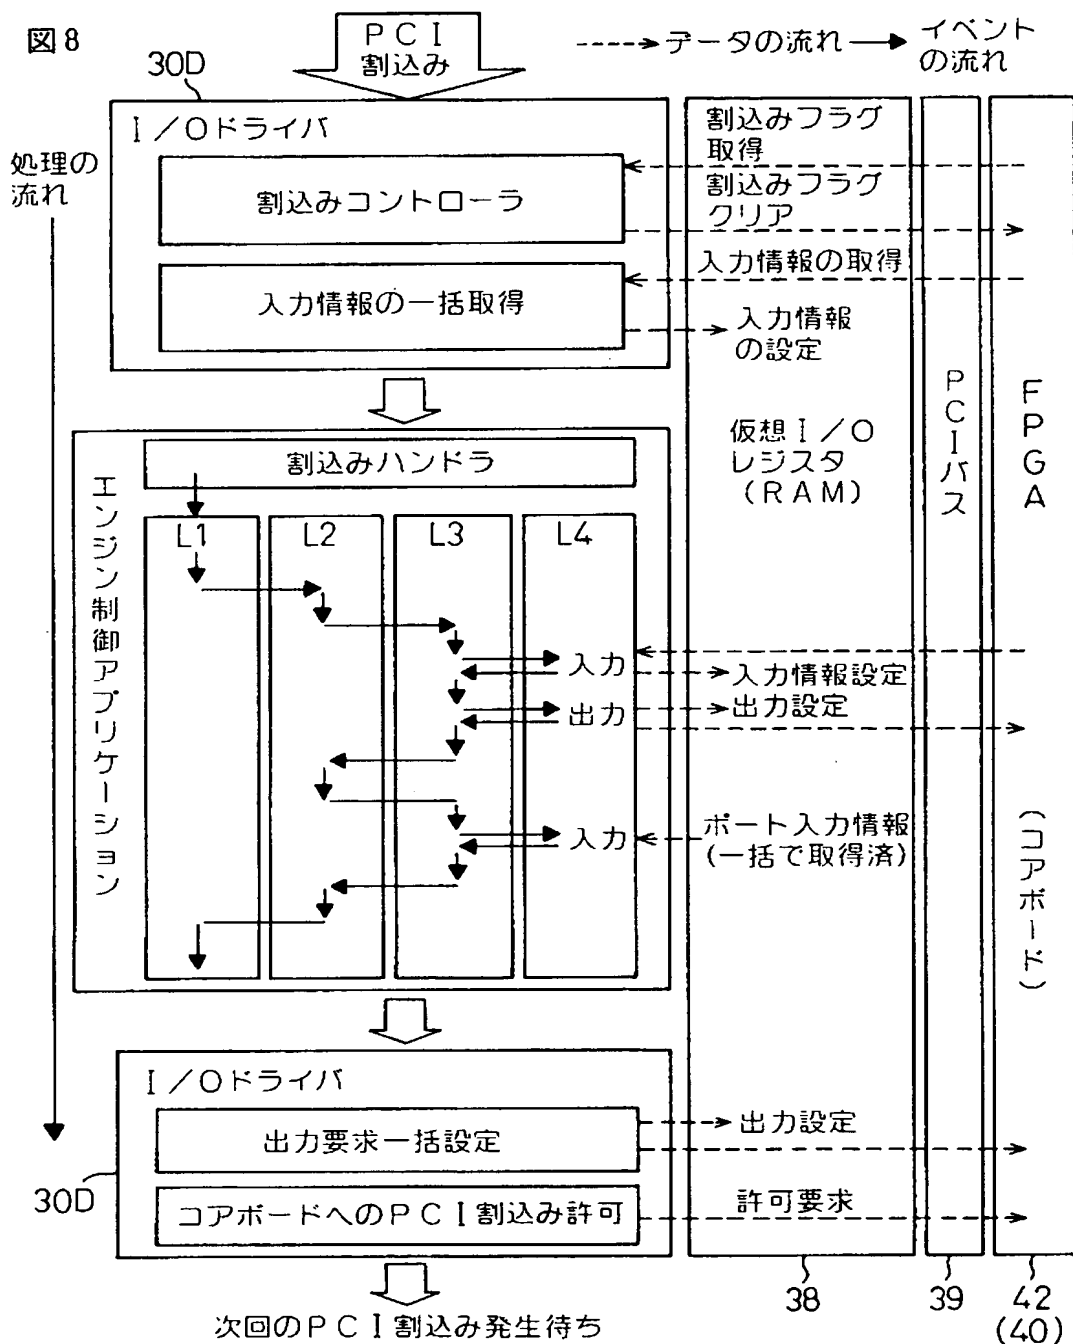 図8
PCI
割込み
データの流れ
イベント
の流れ
30D
I/Oドライバ
処理の
流れ
割込みコントローラ
割込みフラグ
取得
割込みフラグ
クリア
入力情報の取得
入力情報の一括取得
入力情報
の設定
仮想I/O
レジスタ
(RAM)
PCIバス
FPGA
(コアボード)
エンジン制御アプリケーション
割込みハンドラ
L1
L2
L3
L4
入力
入力情報設定
出力
出力設定
入力
ポート入力情報
(一括で取得済)
I/Oドライバ
出力要求一括設定
出力設定
30D
コアボードへのPCI割込み許可
許可要求
38
39
42
(40)
次回のPCI割込み発生待ち